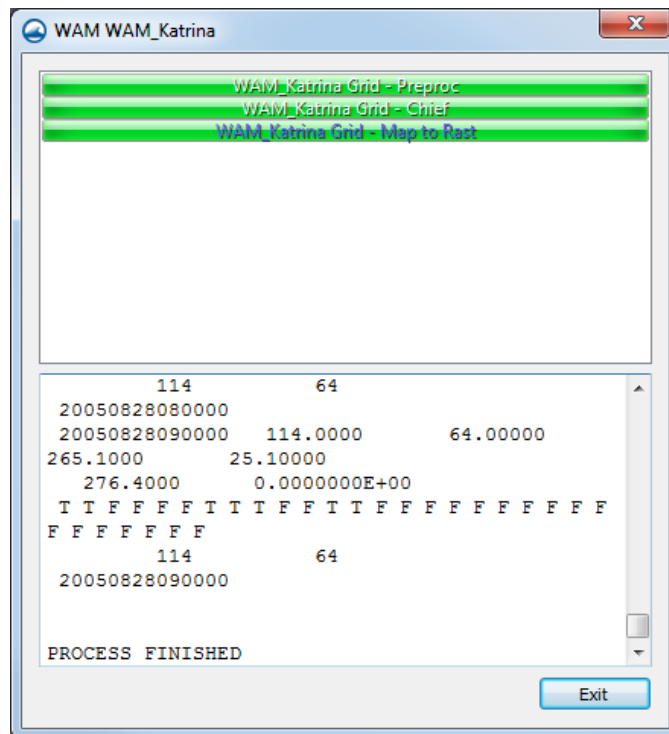 WAM WAM_Katrina
WAM_Katrina Grid - Preproc
WAM_Katrina Grid - Chief
WAM_Katrina Grid - Map to Rast
114 64
20050828080000
20050828090000 114.0000 64.00000
265.1000 25.10000
276.4000 0.0000000E+00
T T F F F F T T T F F T T F F F F F F F F F F
F F F F F F F
114 64
20050828090000
PROCESS FINISHED
Exit